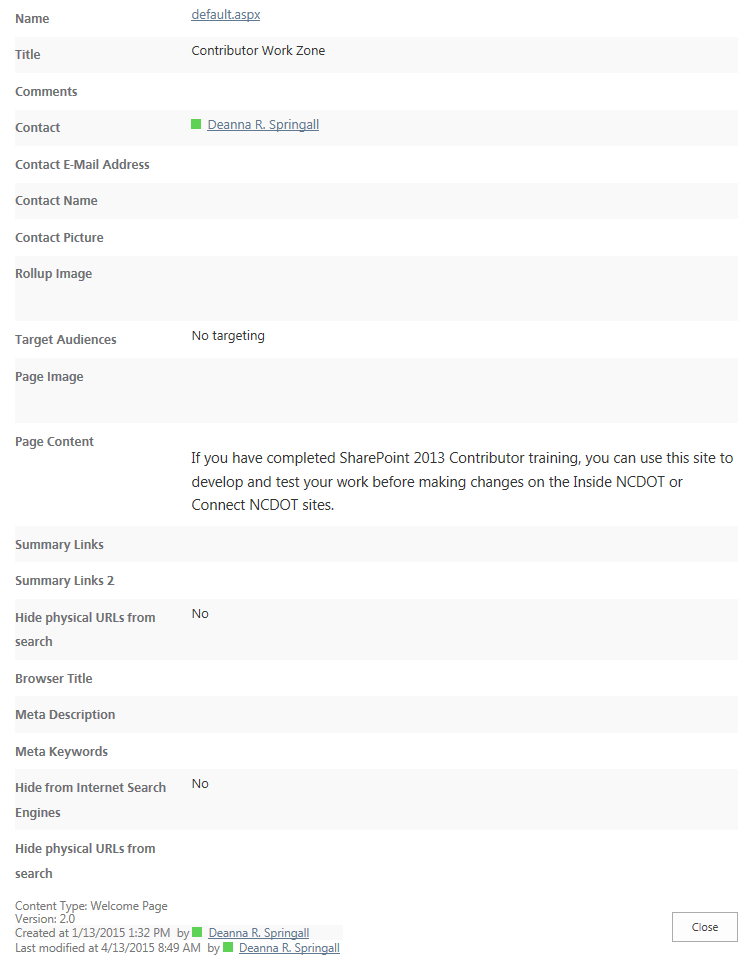 Name default.aspx
Title Contributor Work Zone
Comments
Contact Deanna R. Springall
Contact E-Mail Address
Contact Name
Contact Picture
Rollup Image
Target Audiences No targeting
Page Image
Page Content
If you have completed SharePoint 2013 Contributor training, you can use this site to
develop and test your work before making changes on the Inside NCDOT or
Connect NCDOT sites.
Summary Links
Summary Links 2
Hide physical URLs from No
search
Browser Title
Meta Description
Meta Keywords
Hide from Internet Search No
Engines
Hide physical URLs from
search
Content Type: Welcome Page
Version: 2.0
Created at 1/13/2015 1:32 PM by Deanna R. Springall
Last modified at 4/13/2015 8:49 AM by Deanna R. Springall
Close